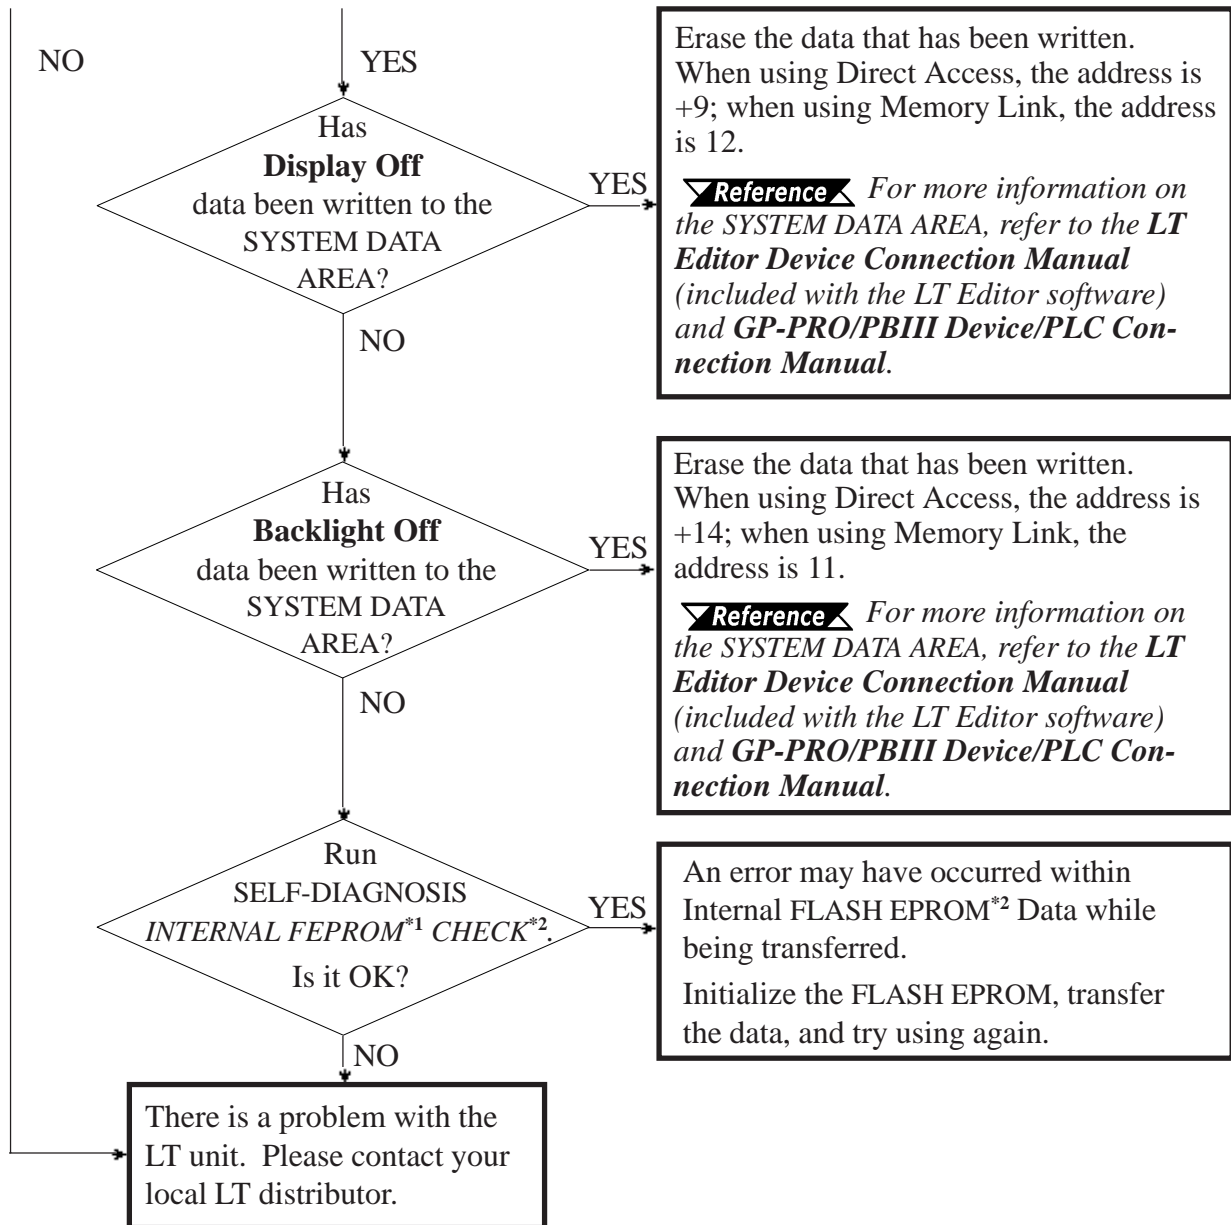 NO
YES
Has
Display Off
data been written to the
SYSTEM DATA
AREA?
YES
Erase the data that has been written.
When using Direct Access, the address is
+9; when using Memory Link, the address
is 12.
Reference For more information on
the SYSTEM DATA AREA, refer to the LT
Editor Device Connection Manual
(included with the LT Editor software)
and GP-PRO/PBIII Device/PLC Con-
nection Manual.
NO
Has
Backlight Off
data been written to the
SYSTEM DATA
AREA?
YES
Erase the data that has been written.
When using Direct Access, the address is
+14; when using Memory Link, the
address is 11.
Reference For more information on
the SYSTEM DATA AREA, refer to the LT
Editor Device Connection Manual
(included with the LT Editor software)
and GP-PRO/PBIII Device/PLC Con-
nection Manual.
NO
Run
SELF-DIAGNOSIS
INTERNAL FEPROM*1 CHECK*2.
Is it OK?
YES
An error may have occurred within
Internal FLASH EPROM*2 Data while
being transferred.
Initialize the FLASH EPROM, transfer
the data, and try using again.
NO
There is a problem with the
LT unit. Please contact your
local LT distributor.